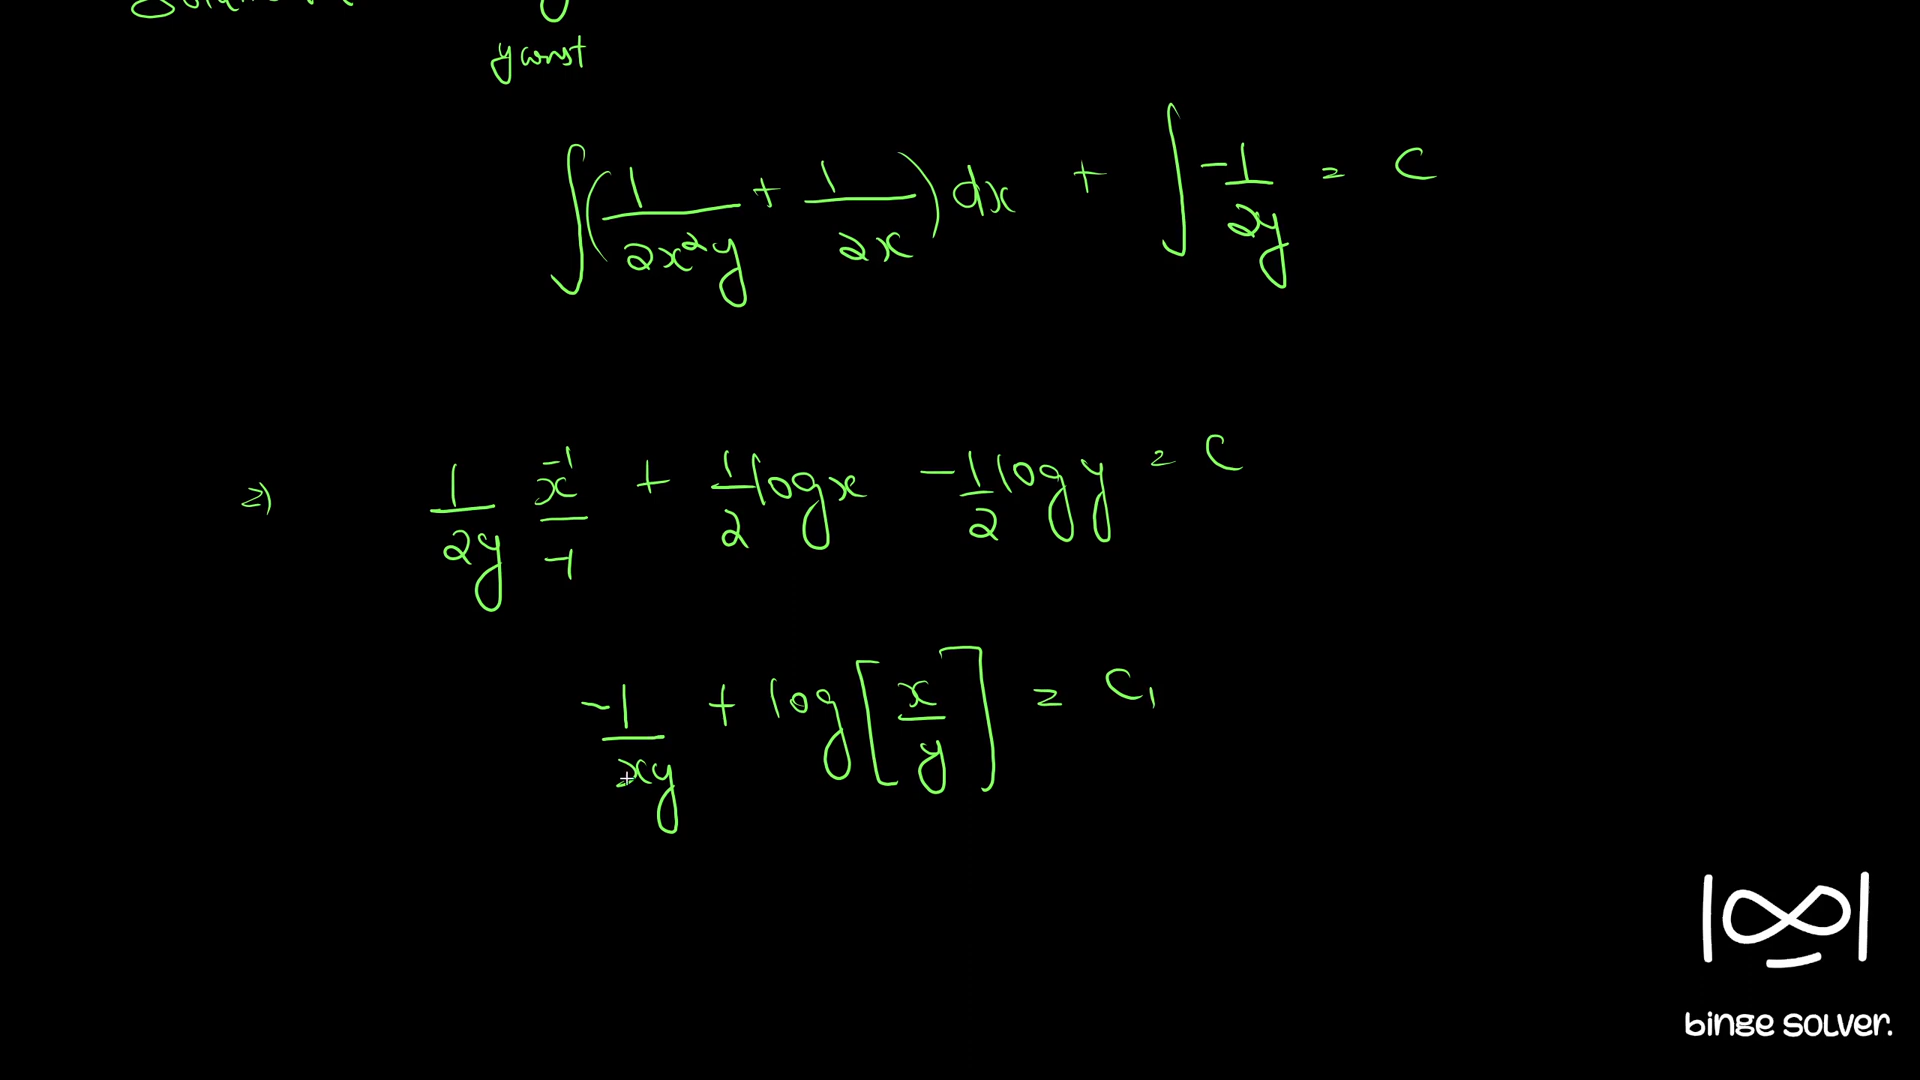 y const
∫(1/2x²y + 1/2x) dx + ∫ -1/2y = C
⇒) 1/2y x⁻¹/-1 + 1/2 log x - 1/2 log y = C
-1/xy + log[x/y] = C₁
binge solver.